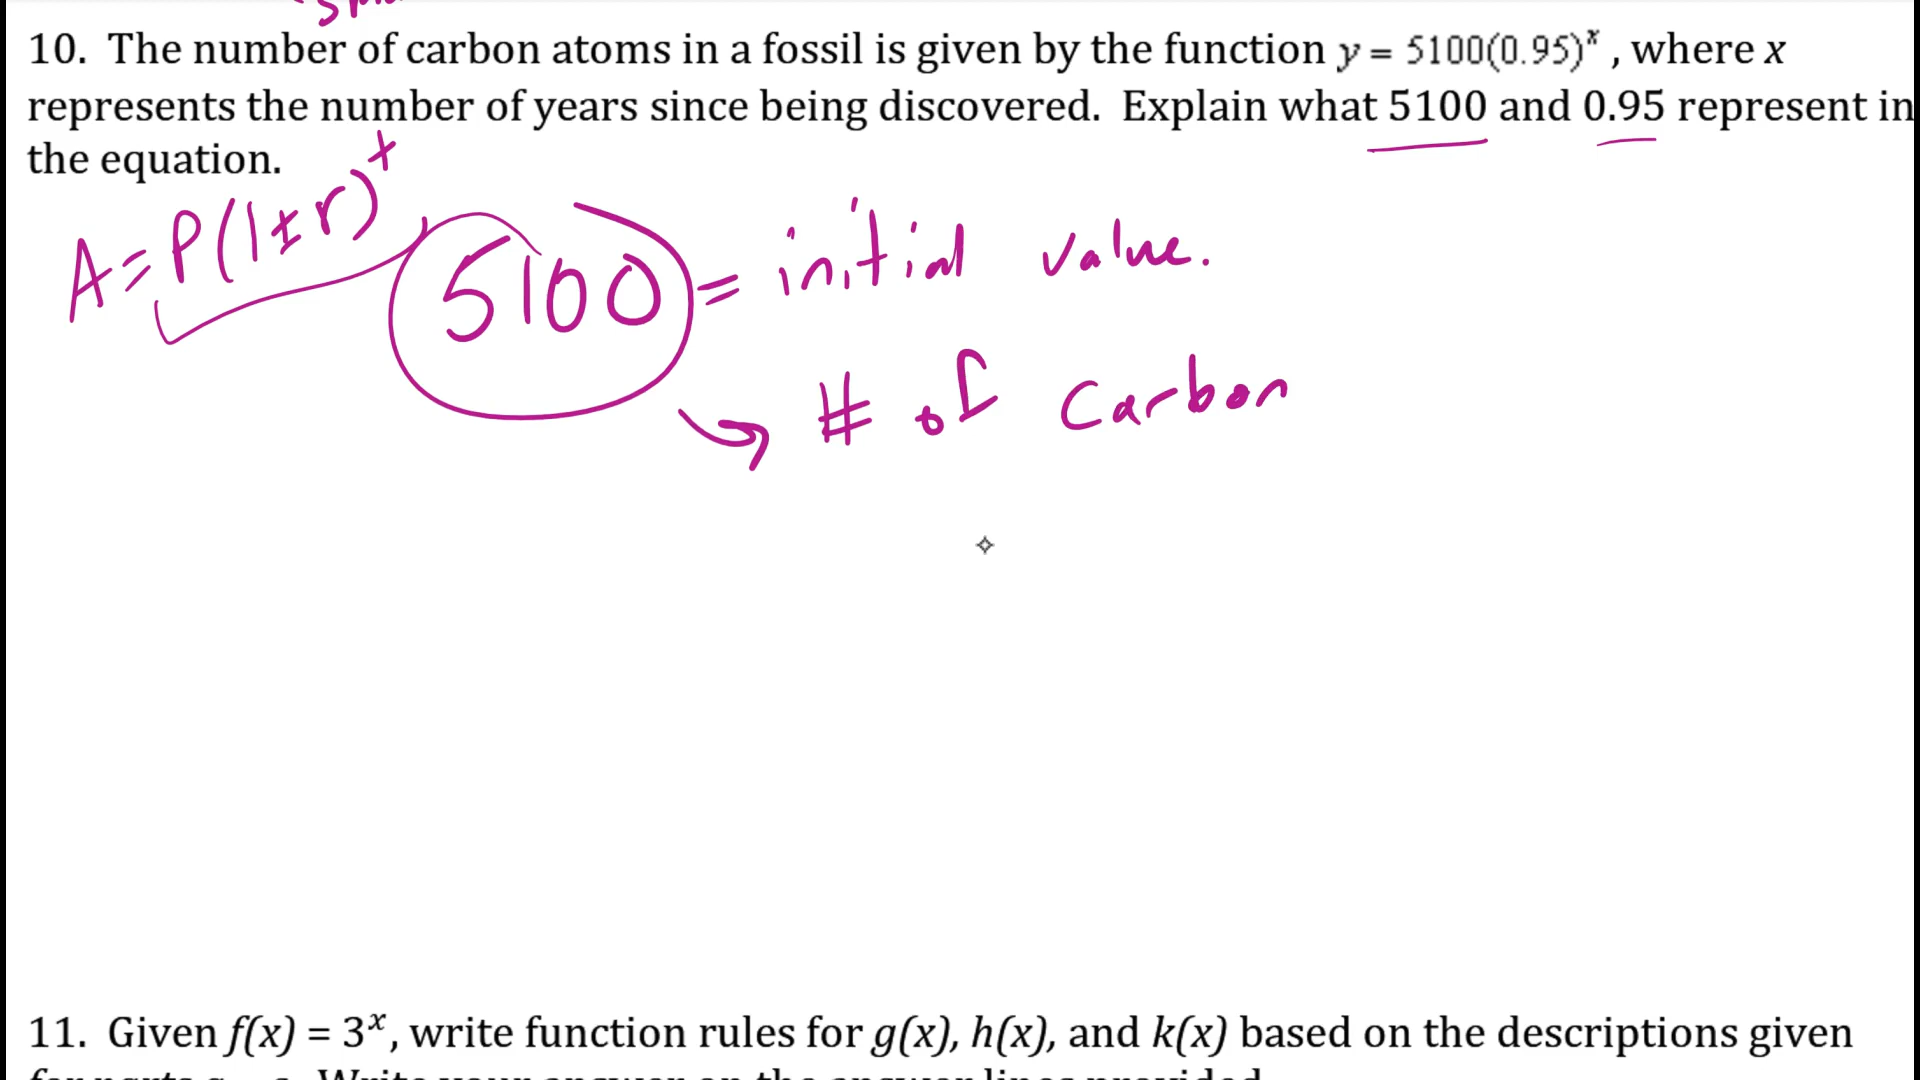 10. The number of carbon atoms in a fossil is given by the function y = 5100(0.95)ˣ , where x
represents the number of years since being discovered. Explain what 5100 and 0.95 represent in
the equation.
A = P(1±r)ᵗ
5100 = initial value.
# of Carbon
11. Given f(x) = 3ˣ, write function rules for g(x), h(x), and k(x) based on the descriptions given